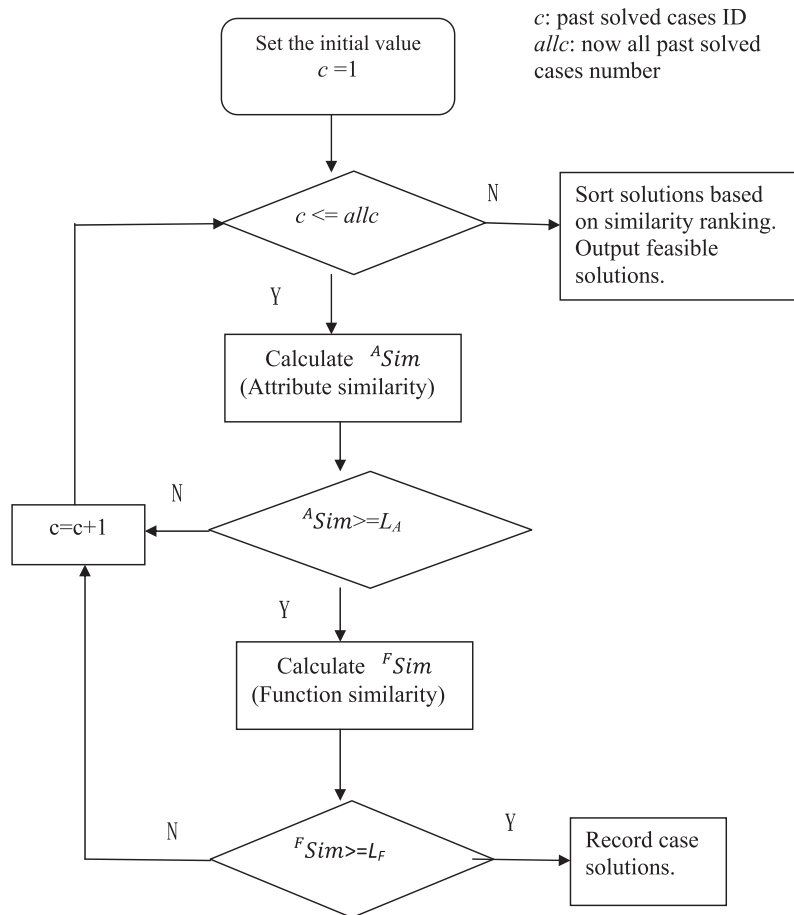 c: past solved cases ID
allc: now all past solved
cases number
Set the initial value
c =1
c <= allc
N
Sort solutions based
on similarity ranking.
Output feasible
solutions.
Y
Calculate ᴬSim
(Attribute similarity)
N
ᴬSim>=L_A
c=c+1
Y
Calculate ᶠSim
(Function similarity)
N
ᶠSim>=L_F
Y
Record case
solutions.